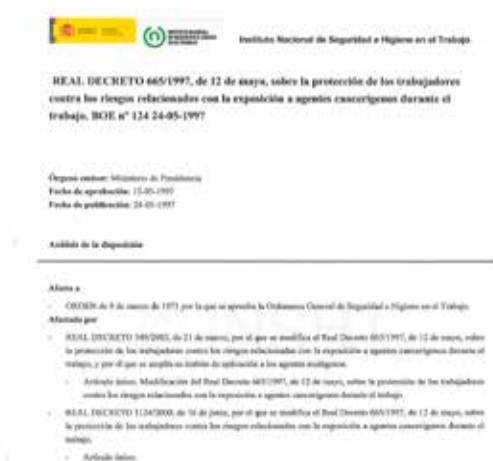 Instituto Nacional de Seguridad e Higiene en el Trabajo
REAL DECRETO 665/1997, de 12 de mayo, sobre la protección de los trabajadores
contra los riesgos relacionados con la exposición a agentes cancerígenos durante el
trabajo. BOE nº 124 24-05-1997
Órgano emisor: Ministerio de Presidencia
Fecha de aprobación: 12-05-1997
Fecha de publicación: 24-05-1997
Análisis de la disposición
Afecta a
- ORDEN de 9 de marzo de 1971 por la que se aprueba la Ordenanza General de Seguridad e Higiene en el Trabajo.
Afectada por
- REAL DECRETO 349/2003, de 21 de marzo, por el que se modifica el Real Decreto 665/1997, de 12 de mayo, sobre
la protección de los trabajadores contra los riesgos relacionados con la exposición a agentes cancerígenos durante el
trabajo, y por el que se amplía su ámbito de aplicación a los agentes mutágenos.
- Artículo único. Modificación del Real Decreto 665/1997, de 12 de mayo, sobre la protección de los trabajadores
contra los riesgos relacionados con la exposición a agentes cancerígenos durante el trabajo.
- REAL DECRETO 1124/2000, de 16 de junio, por el que se modifica el Real Decreto 665/1997, de 12 de mayo, sobre
la protección de los trabajadores contra los riesgos relacionados con la exposición a agentes cancerígenos durante el
trabajo.
- Artículo único.